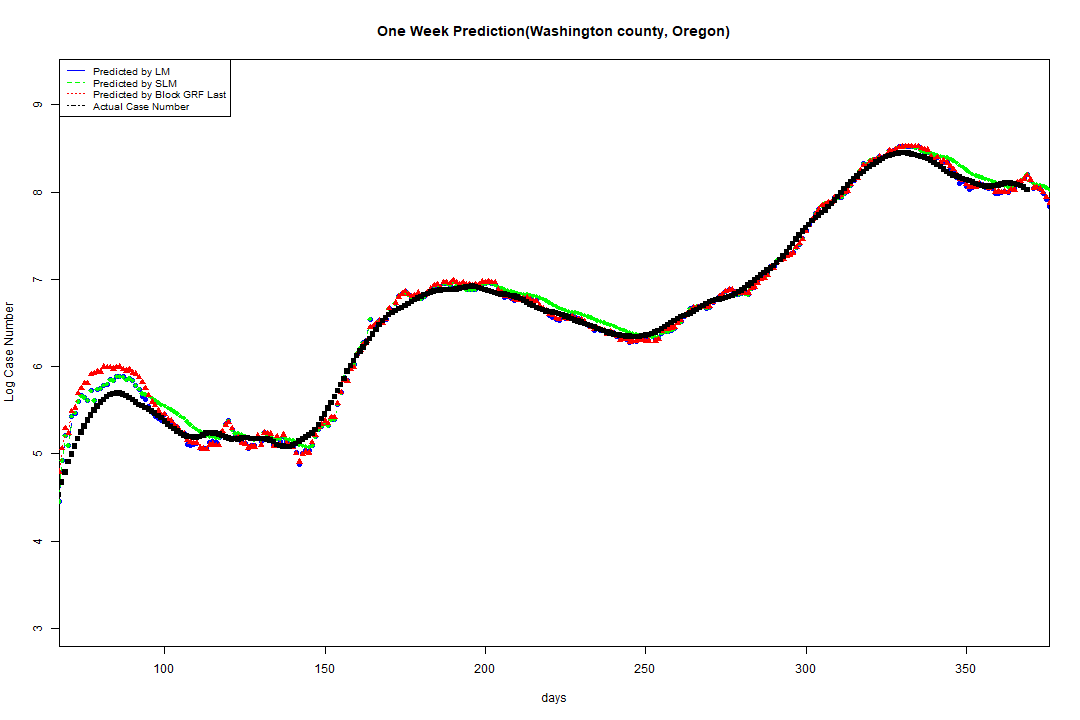 One Week Prediction(Washington county, Oregon)
Predicted by LM
Predicted by SLM
Predicted by Block GRF Last
Actual Case Number
9
8
7
6
5
4
3
Log Case Number
100 150 200 250 300 350
days